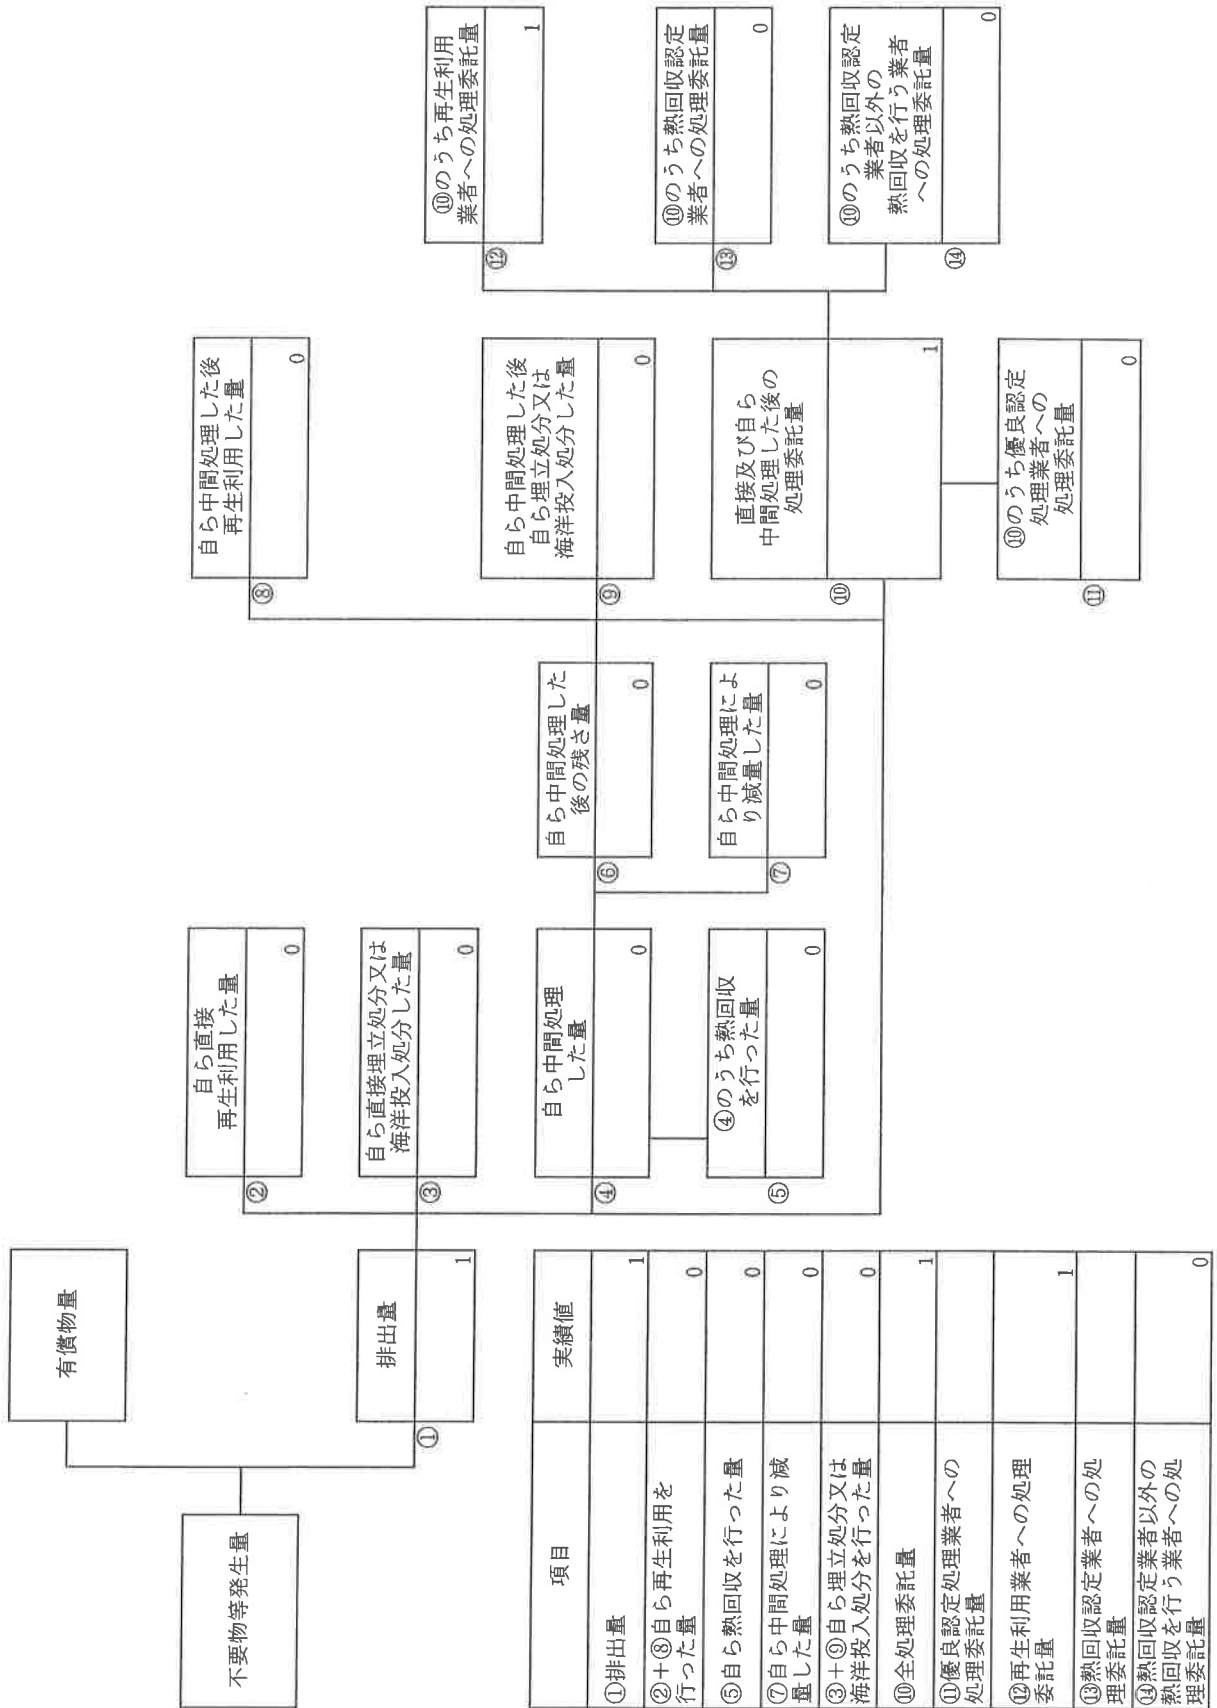 不要物等発生量
有償物量
①
排出量
1
②
自ら直接
再生利用した量
0
③
自ら直接埋立処分又は
海洋投入処分した量
0
④
自ら中間処理
した量
0
⑤
④のうち熱回収
を行った量
0
⑥
自ら中間処理した
後の残さ量
0
⑦
自ら中間処理によ
り減量した量
0
⑧
自ら中間処理した後
再生利用した量
0
⑨
自ら中間処理した後
自ら埋立処分又は
海洋投入処分した量
0
⑩
直接及び自ら
中間処理した後の
処理委託量
1
⑪
⑩のうち優良認定
処理業者への
処理委託量
0
⑫
⑩のうち再生利用
業者への処理委託量
1
⑬
⑩のうち熱回収認定
業者への処理委託量
0
⑭
⑩のうち熱回収認定
業者以外の
熱回収を行う業者
への処理委託量
0
項目 実績値
①排出量 1
②+⑧自ら再生利用を
行った量 0
⑤自ら熱回収を行った量 0
⑦自ら中間処理により減
量した量 0
③+⑨自ら埋立処分又は
海洋投入処分を行った量 0
⑩全処理委託量 1
⑪優良認定処理業者への
処理委託量
⑫再生利用業者への処理
委託量 1
⑬熱回収認定業者への処
理委託量
⑭熱回収認定業者以外の
熱回収を行う業者への処
理委託量 0